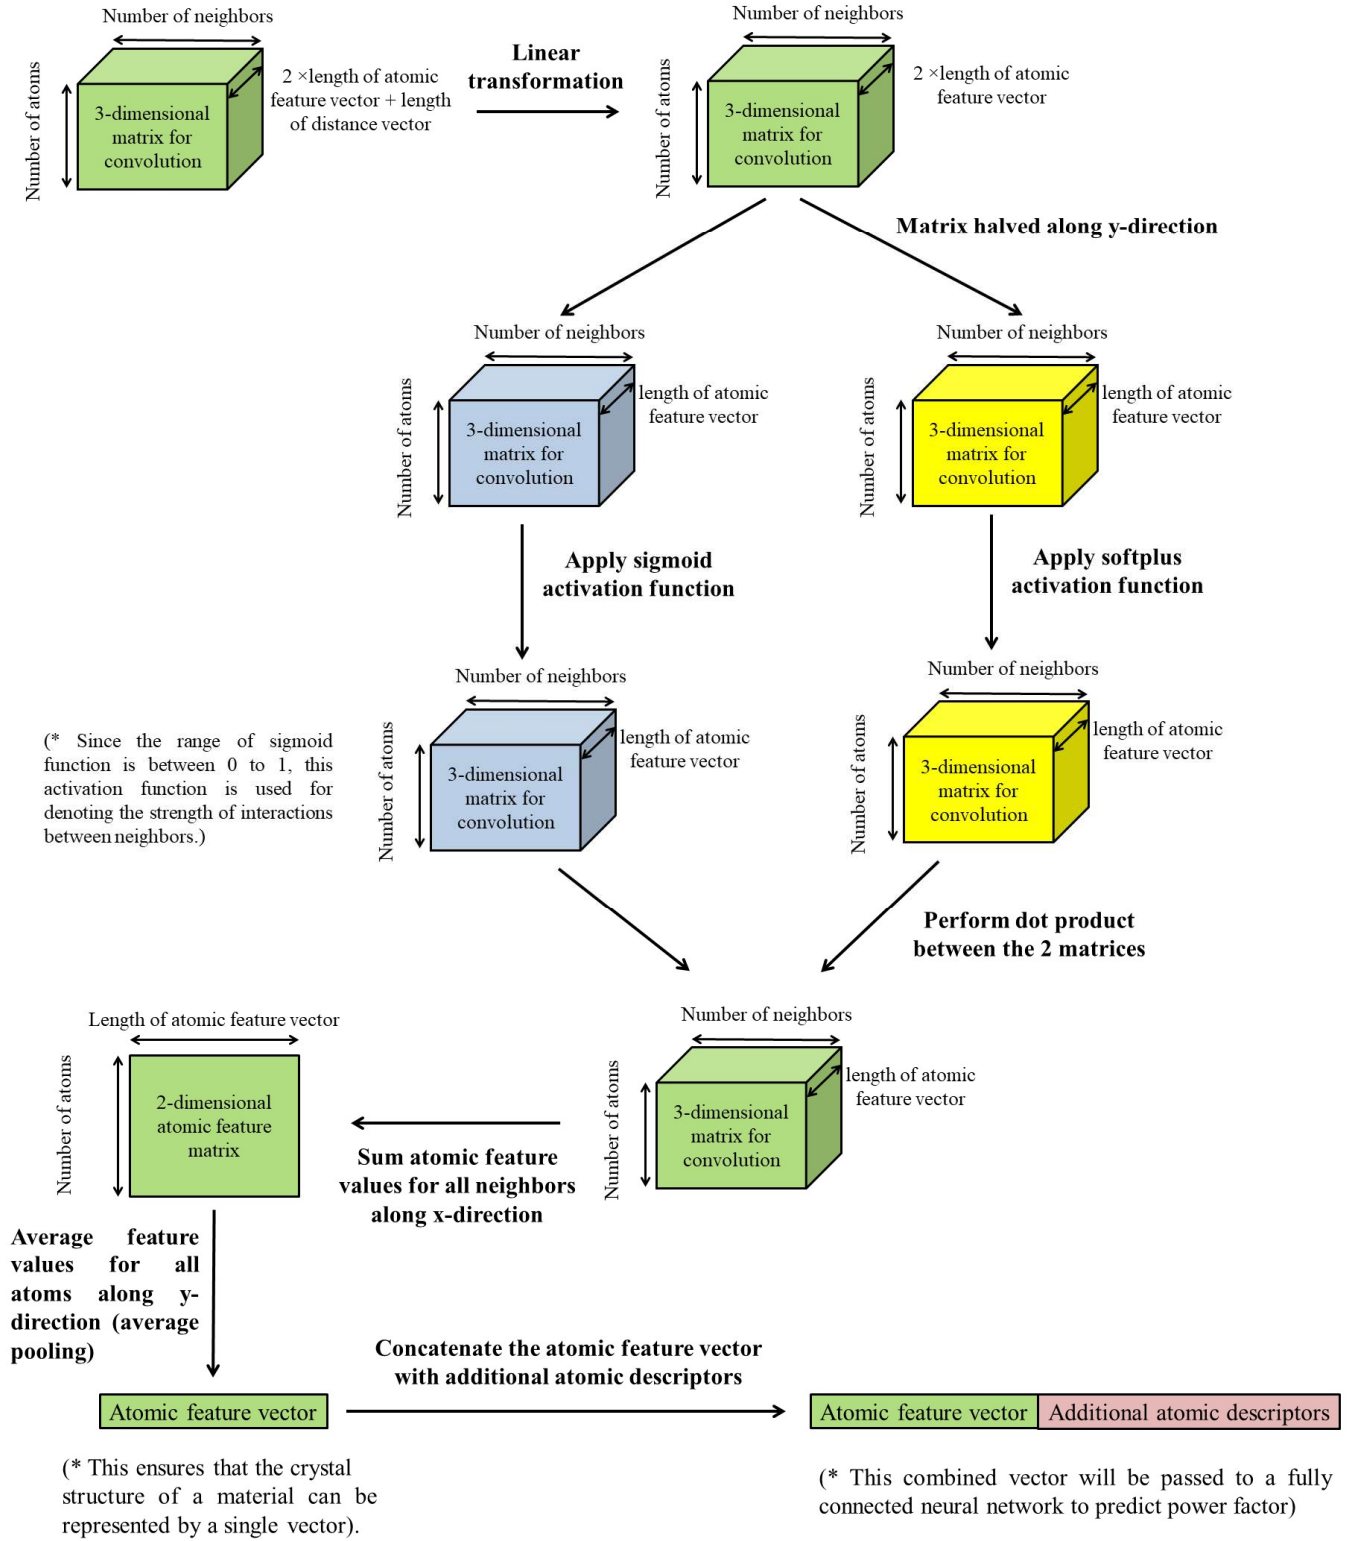 Number of neighbors
Number of atoms
2 ×length of atomic
feature vector + length
of distance vector
3-dimensional
matrix for
convolution
Linear
transformation
Number of neighbors
Number of atoms
2 ×length of atomic
feature vector
3-dimensional
matrix for
convolution
Matrix halved along y-direction
Number of neighbors
Number of atoms
length of atomic
feature vector
3-dimensional
matrix for
convolution
Number of neighbors
Number of atoms
length of atomic
feature vector
3-dimensional
matrix for
convolution
Apply sigmoid
activation function
Apply softplus
activation function
(* Since the range of sigmoid
function is between 0 to 1, this
activation function is used for
denoting the strength of interactions
between neighbors.)
Number of neighbors
Number of atoms
length of atomic
feature vector
3-dimensional
matrix for
convolution
Number of neighbors
Number of atoms
length of atomic
feature vector
3-dimensional
matrix for
convolution
Perform dot product
between the 2 matrices
Number of neighbors
Number of atoms
length of atomic
feature vector
3-dimensional
matrix for
convolution
Sum atomic feature
values for all neighbors
along x-direction
Length of atomic feature vector
Number of atoms
2-dimensional
atomic feature
matrix
Average feature
values for all
atoms along y-
direction (average
pooling)
Atomic feature vector
(* This ensures that the crystal
structure of a material can be
represented by a single vector).
Concatenate the atomic feature vector
with additional atomic descriptors
Atomic feature vector
Additional atomic descriptors
(* This combined vector will be passed to a fully
connected neural network to predict power factor)